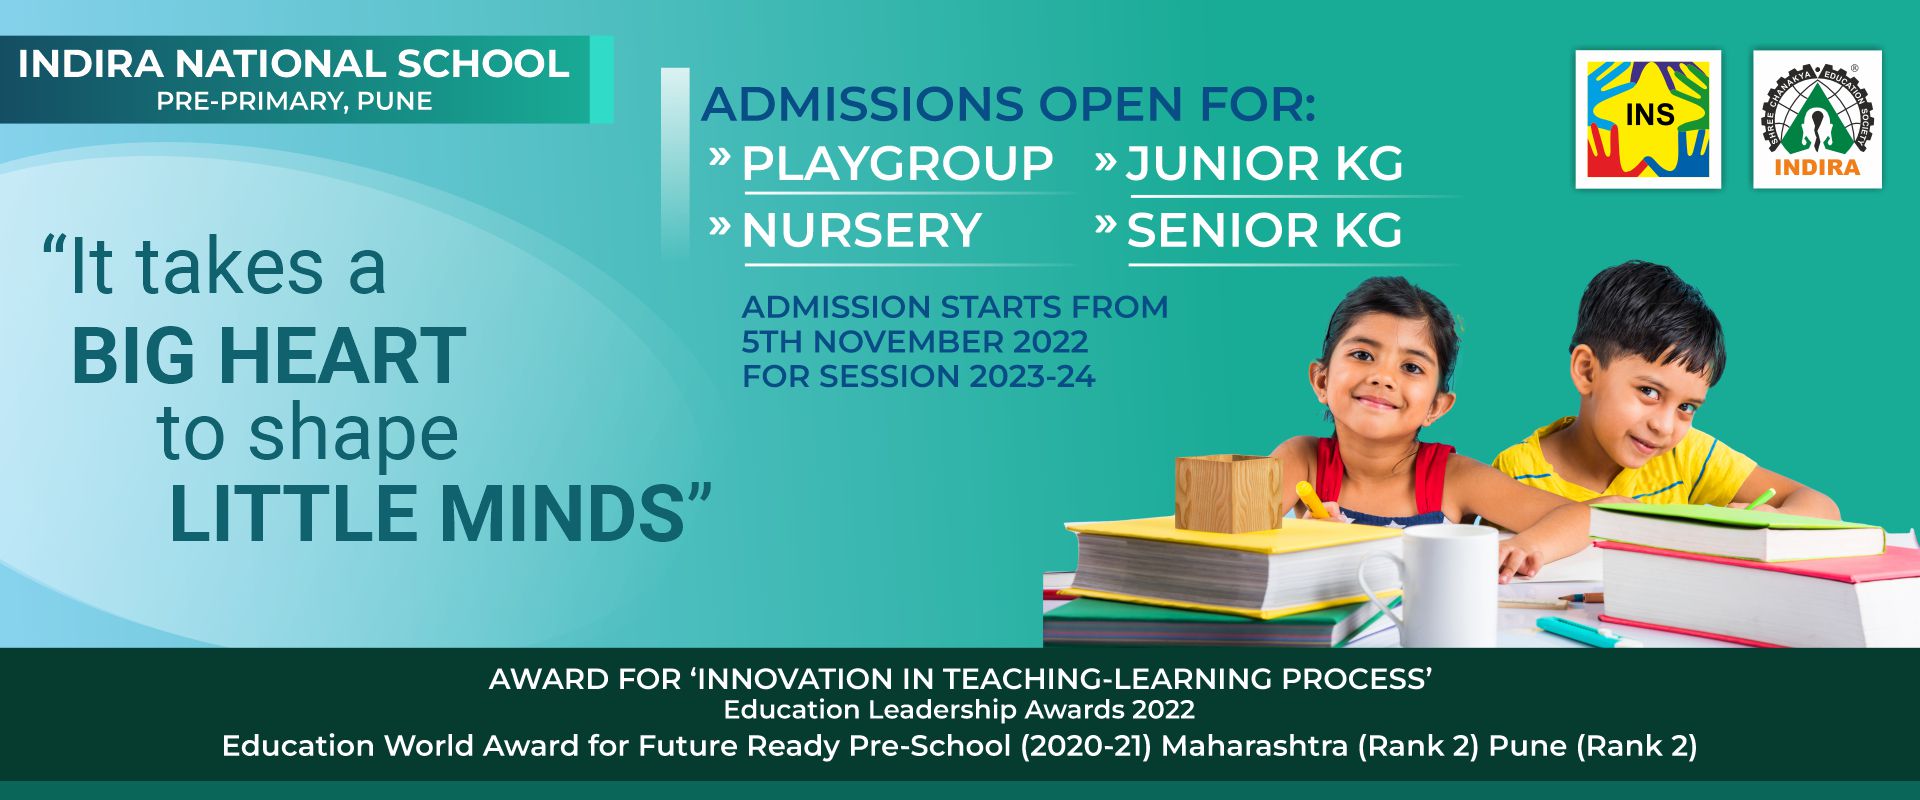 INDIRA NATIONAL SCHOOL
PRE-PRIMARY, PUNE
“It takes a
BIG HEART
to shape
LITTLE MINDS”
ADMISSIONS OPEN FOR:
» PLAYGROUP » JUNIOR KG
» NURSERY » SENIOR KG
ADMISSION STARTS FROM
5TH NOVEMBER 2022
FOR SESSION 2023-24
INS
SHREE CHANAKYA EDUCATION SOCIETY
®
INDIRA
AWARD FOR ‘INNOVATION IN TEACHING-LEARNING PROCESS’
Education Leadership Awards 2022
Education World Award for Future Ready Pre-School (2020-21) Maharashtra (Rank 2) Pune (Rank 2)